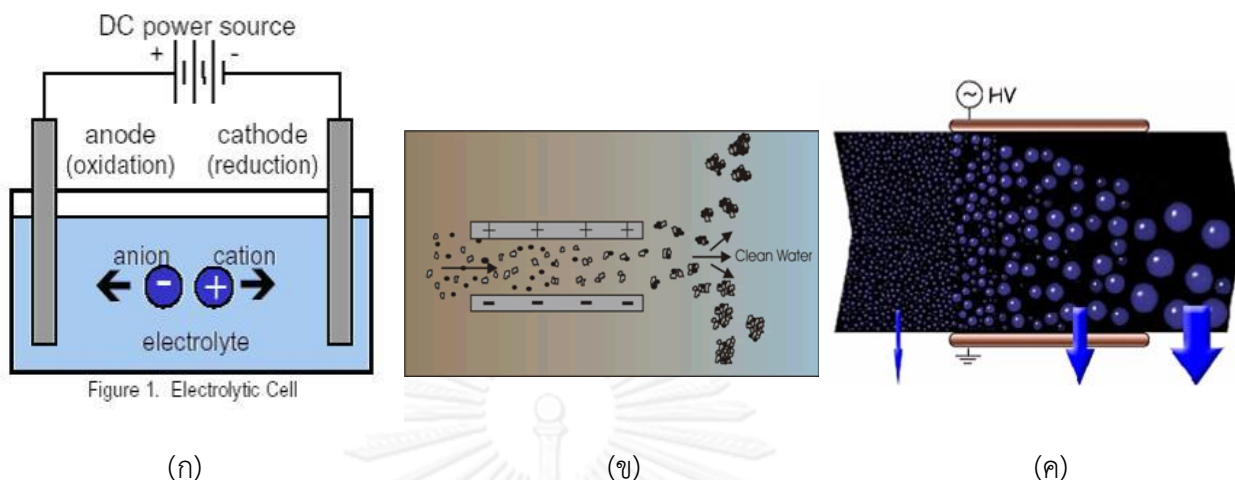 DC power source
+ -
anode
(oxidation)
cathode
(reduction)
anion
cation
- +
electrolyte
Figure 1. Electrolytic Cell
(ก)
+ + + +
Clean Water
- - - -
(ข)
~ HV
(ค)